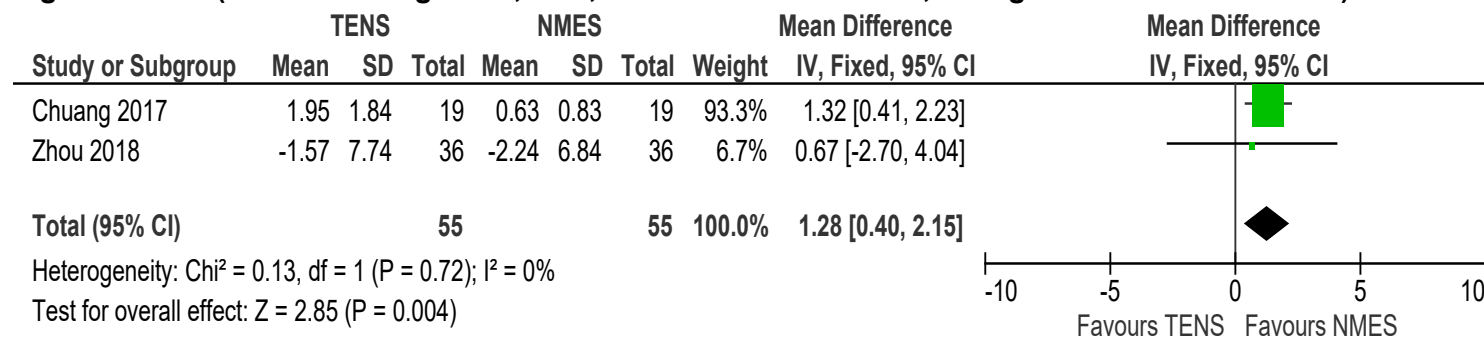 TENS NMES Mean Difference Mean Difference
Study or Subgroup Mean SD Total Mean SD Total Weight IV, Fixed, 95% CI IV, Fixed, 95% CI
Chuang 2017 1.95 1.84 19 0.63 0.83 19 93.3% 1.32 [0.41, 2.23]
Zhou 2018 -1.57 7.74 36 -2.24 6.84 36 6.7% 0.67 [-2.70, 4.04]
Total (95% CI) 55 55 100.0% 1.28 [0.40, 2.15]
Heterogeneity: Chi² = 0.13, df = 1 (P = 0.72); I² = 0%
Test for overall effect: Z = 2.85 (P = 0.004)
-10 -5 0 5 10
Favours TENS Favours NMES